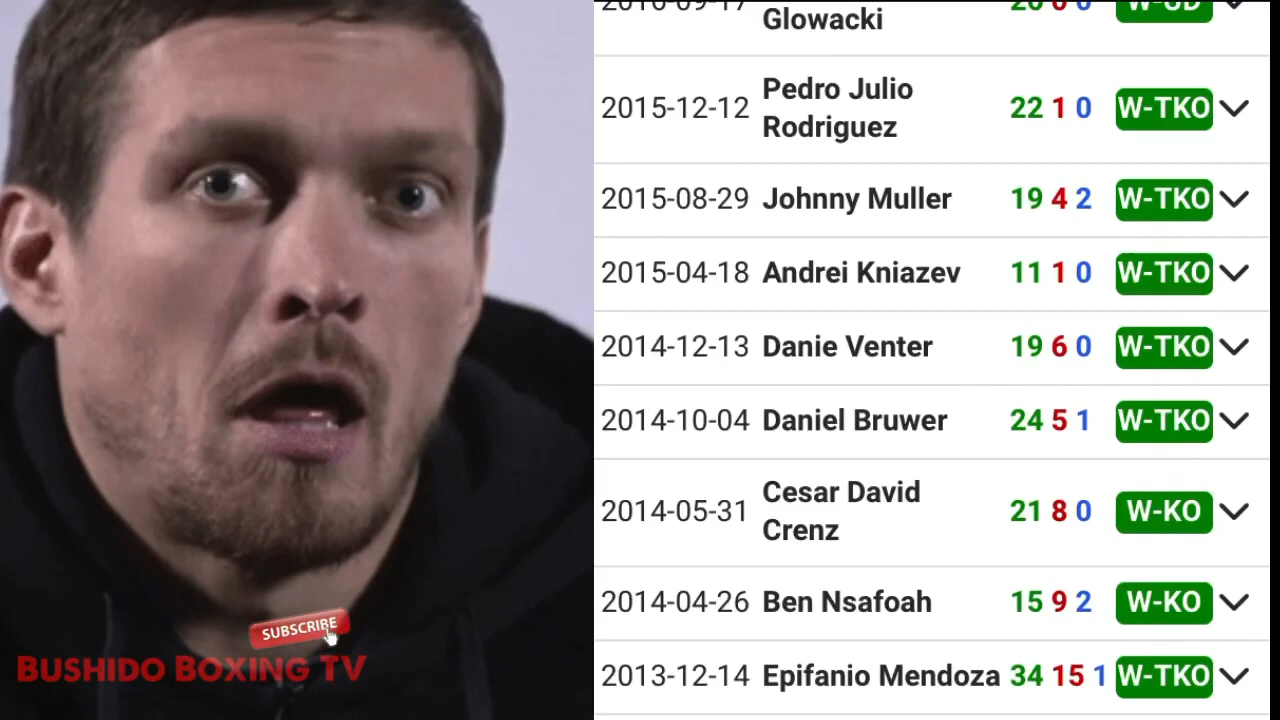 Glowacki
2015-12-12 Pedro Julio Rodriguez 22 1 0 W-TKO
2015-08-29 Johnny Muller 19 4 2 W-TKO
2015-04-18 Andrei Kniazev 11 1 0 W-TKO
2014-12-13 Danie Venter 19 6 0 W-TKO
2014-10-04 Daniel Bruwer 24 5 1 W-TKO
2014-05-31 Cesar David Crenz 21 8 0 W-KO
2014-04-26 Ben Nsafoah 15 9 2 W-KO
2013-12-14 Epifanio Mendoza 34 15 1 W-TKO
SUBSCRIBE
BUSHIDO BOXING TV